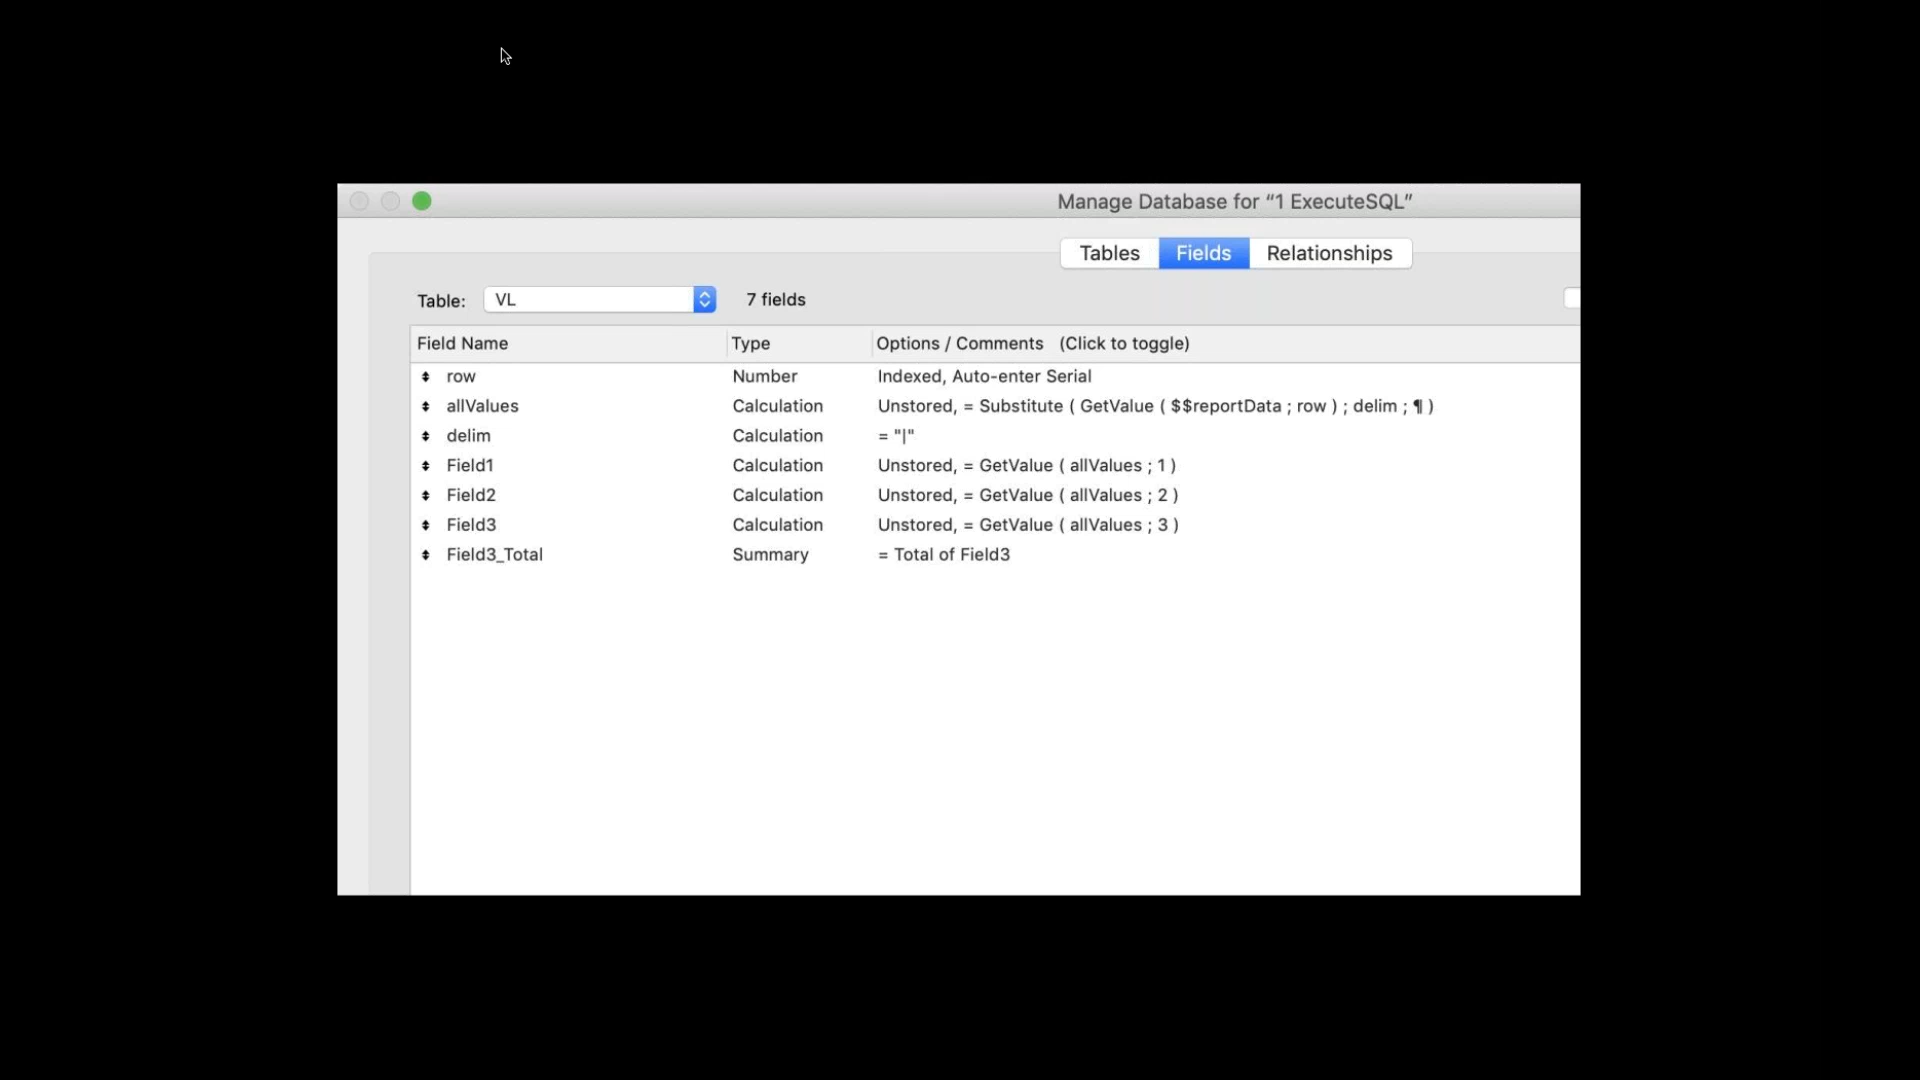 Manage Database for “1 ExecuteSQL”
Tables Fields Relationships
Table: VL 7 fields
Field Name Type Options / Comments (Click to toggle)
row Number Indexed, Auto-enter Serial
allValues Calculation Unstored, = Substitute ( GetValue ( $$reportData ; row ) ; delim ; ¶ )
delim Calculation = "|"
Field1 Calculation Unstored, = GetValue ( allValues ; 1 )
Field2 Calculation Unstored, = GetValue ( allValues ; 2 )
Field3 Calculation Unstored, = GetValue ( allValues ; 3 )
Field3_Total Summary = Total of Field3